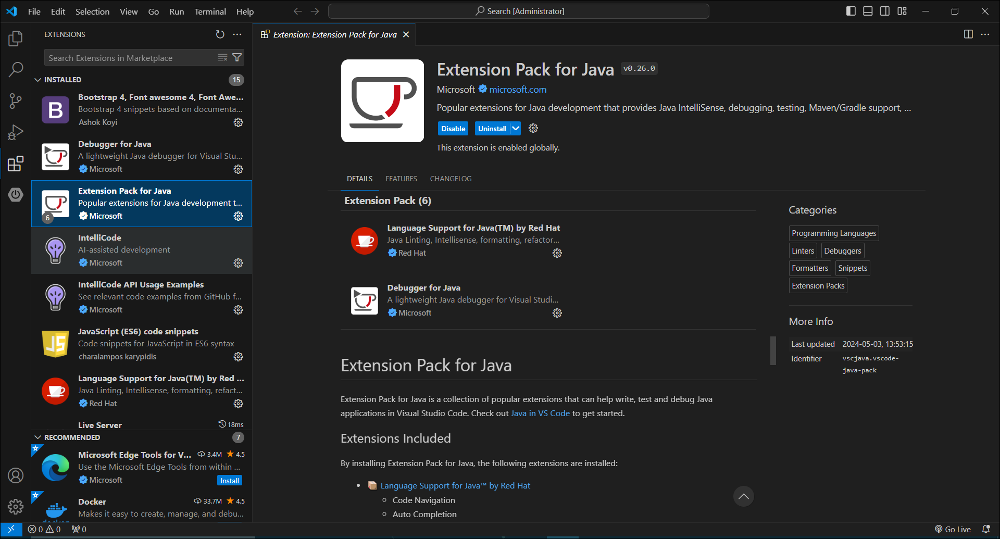 File Edit Selection View Go Run Terminal Help
Search [Administrator]
EXTENSIONS
Search Extensions in Marketplace
INSTALLED 15
Bootstrap 4, Font awesome 4, Font Awe...
Bootstrap 4 snippets based on documenta...
Ashok Koyi
B
Debugger for Java
A lightweight Java debugger for Visual Stu...
Microsoft
Extension Pack for Java
Popular extensions for Java development t...
Microsoft
6
IntelliCode
AI-assisted development
Microsoft
IntelliCode API Usage Examples
See relevant code examples from GitHub f...
Microsoft
JavaScript (ES6) code snippets
Code snippets for JavaScript in ES6 syntax
charalampos karypidis
JS
Language Support for Java(TM) by Red ...
Java Linting, Intellisense, formatting, refact...
Red Hat
Live Server 18ms
RECOMMENDED 7
Microsoft Edge Tools for V... 3.4M 4.5
Use the Microsoft Edge Tools from within ...
Microsoft Install
Docker 33.7M 4.5
Makes it easy to create, manage, and debu...
docker
Extension: Extension Pack for Java
Extension Pack for Java v0.26.0
Microsoft microsoft.com
Popular extensions for Java development that provides Java IntelliSense, debugging, testing, Maven/Gradle support, ...
Disable Uninstall
This extension is enabled globally.
DETAILS FEATURES CHANGELOG
Extension Pack (6)
Language Support for Java(TM) by Red Hat
Java Linting, Intellisense, formatting, refactor...
Red Hat
Debugger for Java
A lightweight Java debugger for Visual Studi...
Microsoft
Extension Pack for Java
Extension Pack for Java is a collection of popular extensions that can help write, test and debug Java
applications in Visual Studio Code. Check out Java in VS Code to get started.
Extensions Included
By installing Extension Pack for Java, the following extensions are installed:
Language Support for Java™ by Red Hat
Code Navigation
Auto Completion
Categories
Programming Languages
Linters Debuggers
Formatters Snippets
Extension Packs
More Info
Last updated 2024-05-03, 13:53:15
Identifier vscjava.vscode-
java-pack
0 0 0
Go Live